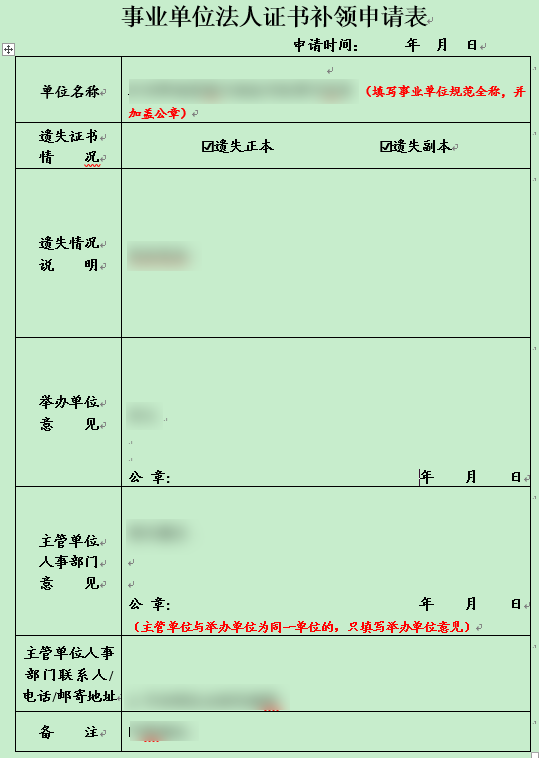 事业单位法人证书补领申请表
申请时间： 年 月 日
单位名称
（填写事业单位规范全称，并
加盖公章）
遗失证书
情 况
☑遗失正本 ☑遗失副本
遗失情况
说 明
举办单位
意 见
公 章： 年 月 日
主管单位
人事部门
意 见
公 章： 年 月 日
（主管单位与举办单位为同一单位的，只填写举办单位意见）
主管单位人事
部门联系人/
电话/邮寄地址
备 注